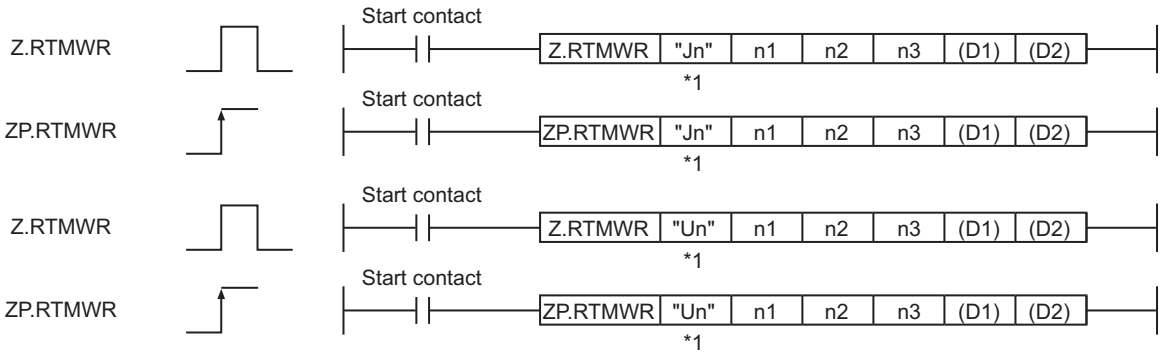 Start contact
Z.RTMWR Z.RTMWR "Jn" n1 n2 n3 (D1) (D2)
*1
Start contact
ZP.RTMWR ZP.RTMWR "Jn" n1 n2 n3 (D1) (D2)
*1
Start contact
Z.RTMWR Z.RTMWR "Un" n1 n2 n3 (D1) (D2)
*1
Start contact
ZP.RTMWR ZP.RTMWR "Un" n1 n2 n3 (D1) (D2)
*1